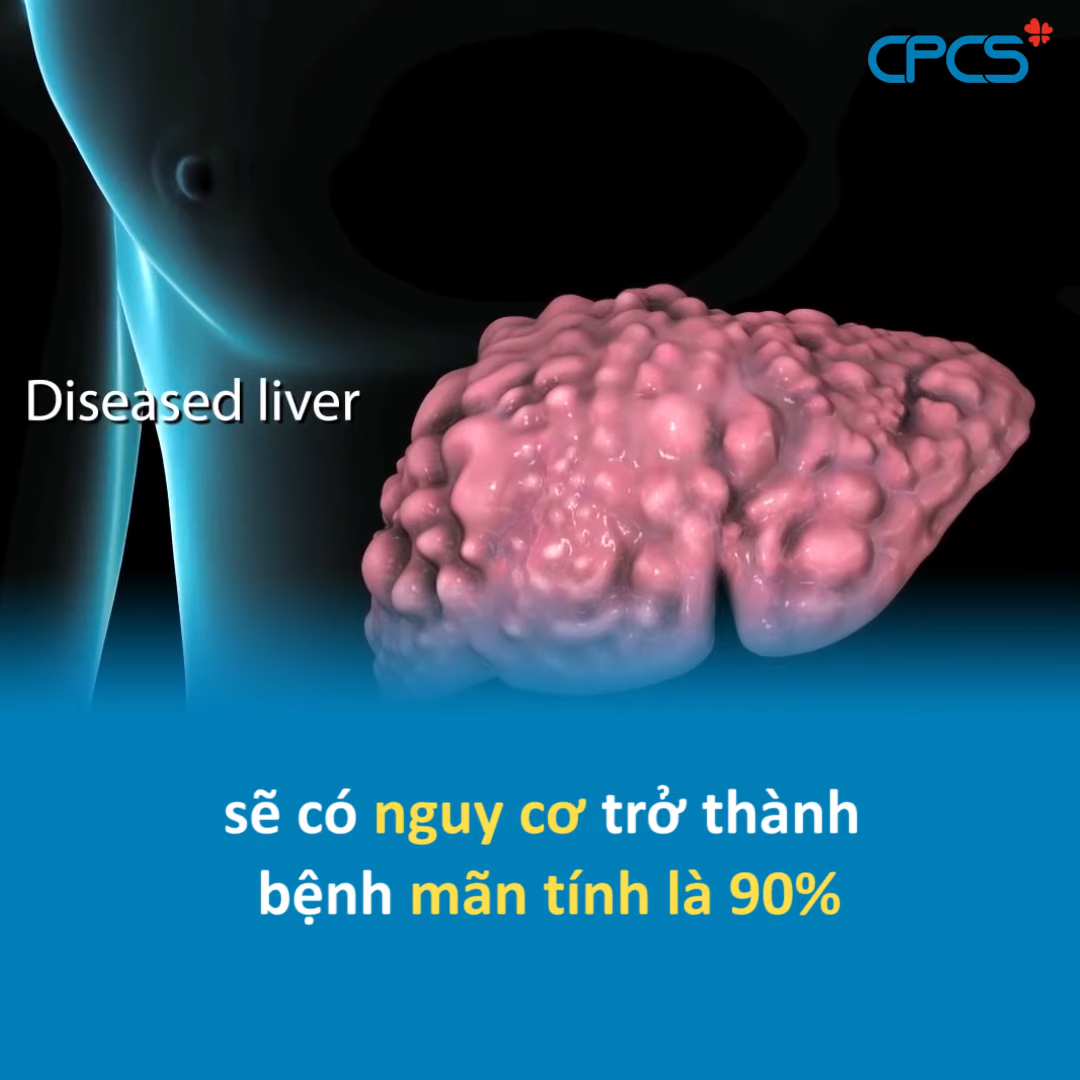 CPCS
Diseased liver
sẽ có nguy cơ trở thành
bệnh mãn tính là 90%